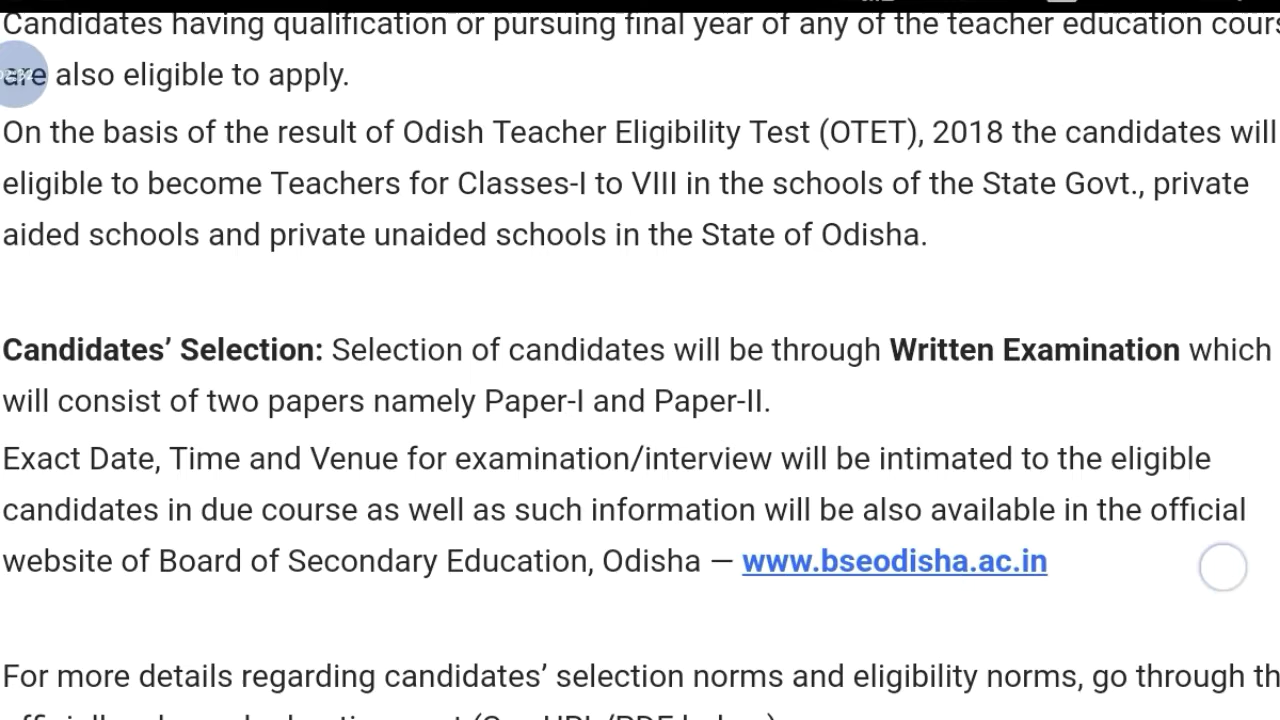 Candidates having qualification or pursuing final year of any of the teacher education
are also eligible to apply.
On the basis of the result of Odish Teacher Eligibility Test (OTET), 2018 the candidates will
eligible to become Teachers for Classes-I to VIII in the schools of the State Govt., private
aided schools and private unaided schools in the State of Odisha.
Candidates’ Selection: Selection of candidates will be through Written Examination which
will consist of two papers namely Paper-I and Paper-II.
Exact Date, Time and Venue for examination/interview will be intimated to the eligible
candidates in due course as well as such information will be also available in the official
website of Board of Secondary Education, Odisha — www.bseodisha.ac.in
For more details regarding candidates’ selection norms and eligibility norms, go through